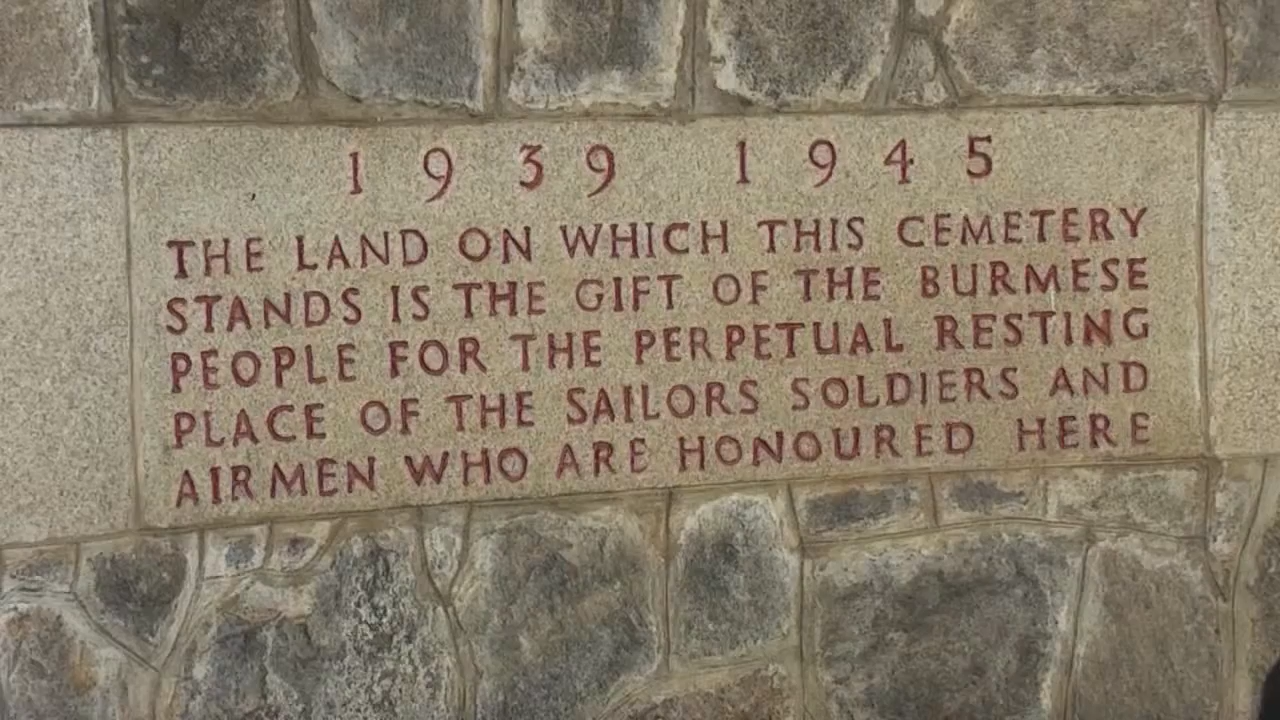 1939 1945
THE LAND ON WHICH THIS CEMETERY
STANDS IS THE GIFT OF THE BURMESE
PEOPLE FOR THE PERPETUAL RESTING
PLACE OF THE SAILORS SOLDIERS AND
AIRMEN WHO ARE HONOURED HERE